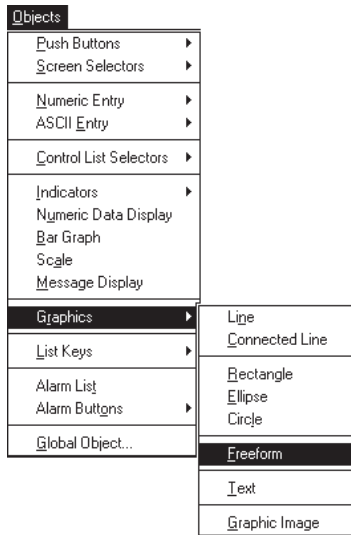 Objects
Push Buttons
Screen Selectors
Numeric Entry
ASCII Entry
Control List Selectors
Indicators
Numeric Data Display
Bar Graph
Scale
Message Display
Graphics
List Keys
Alarm List
Alarm Buttons
Global Object...
Line
Connected Line
Rectangle
Ellipse
Circle
Freeform
Text
Graphic Image